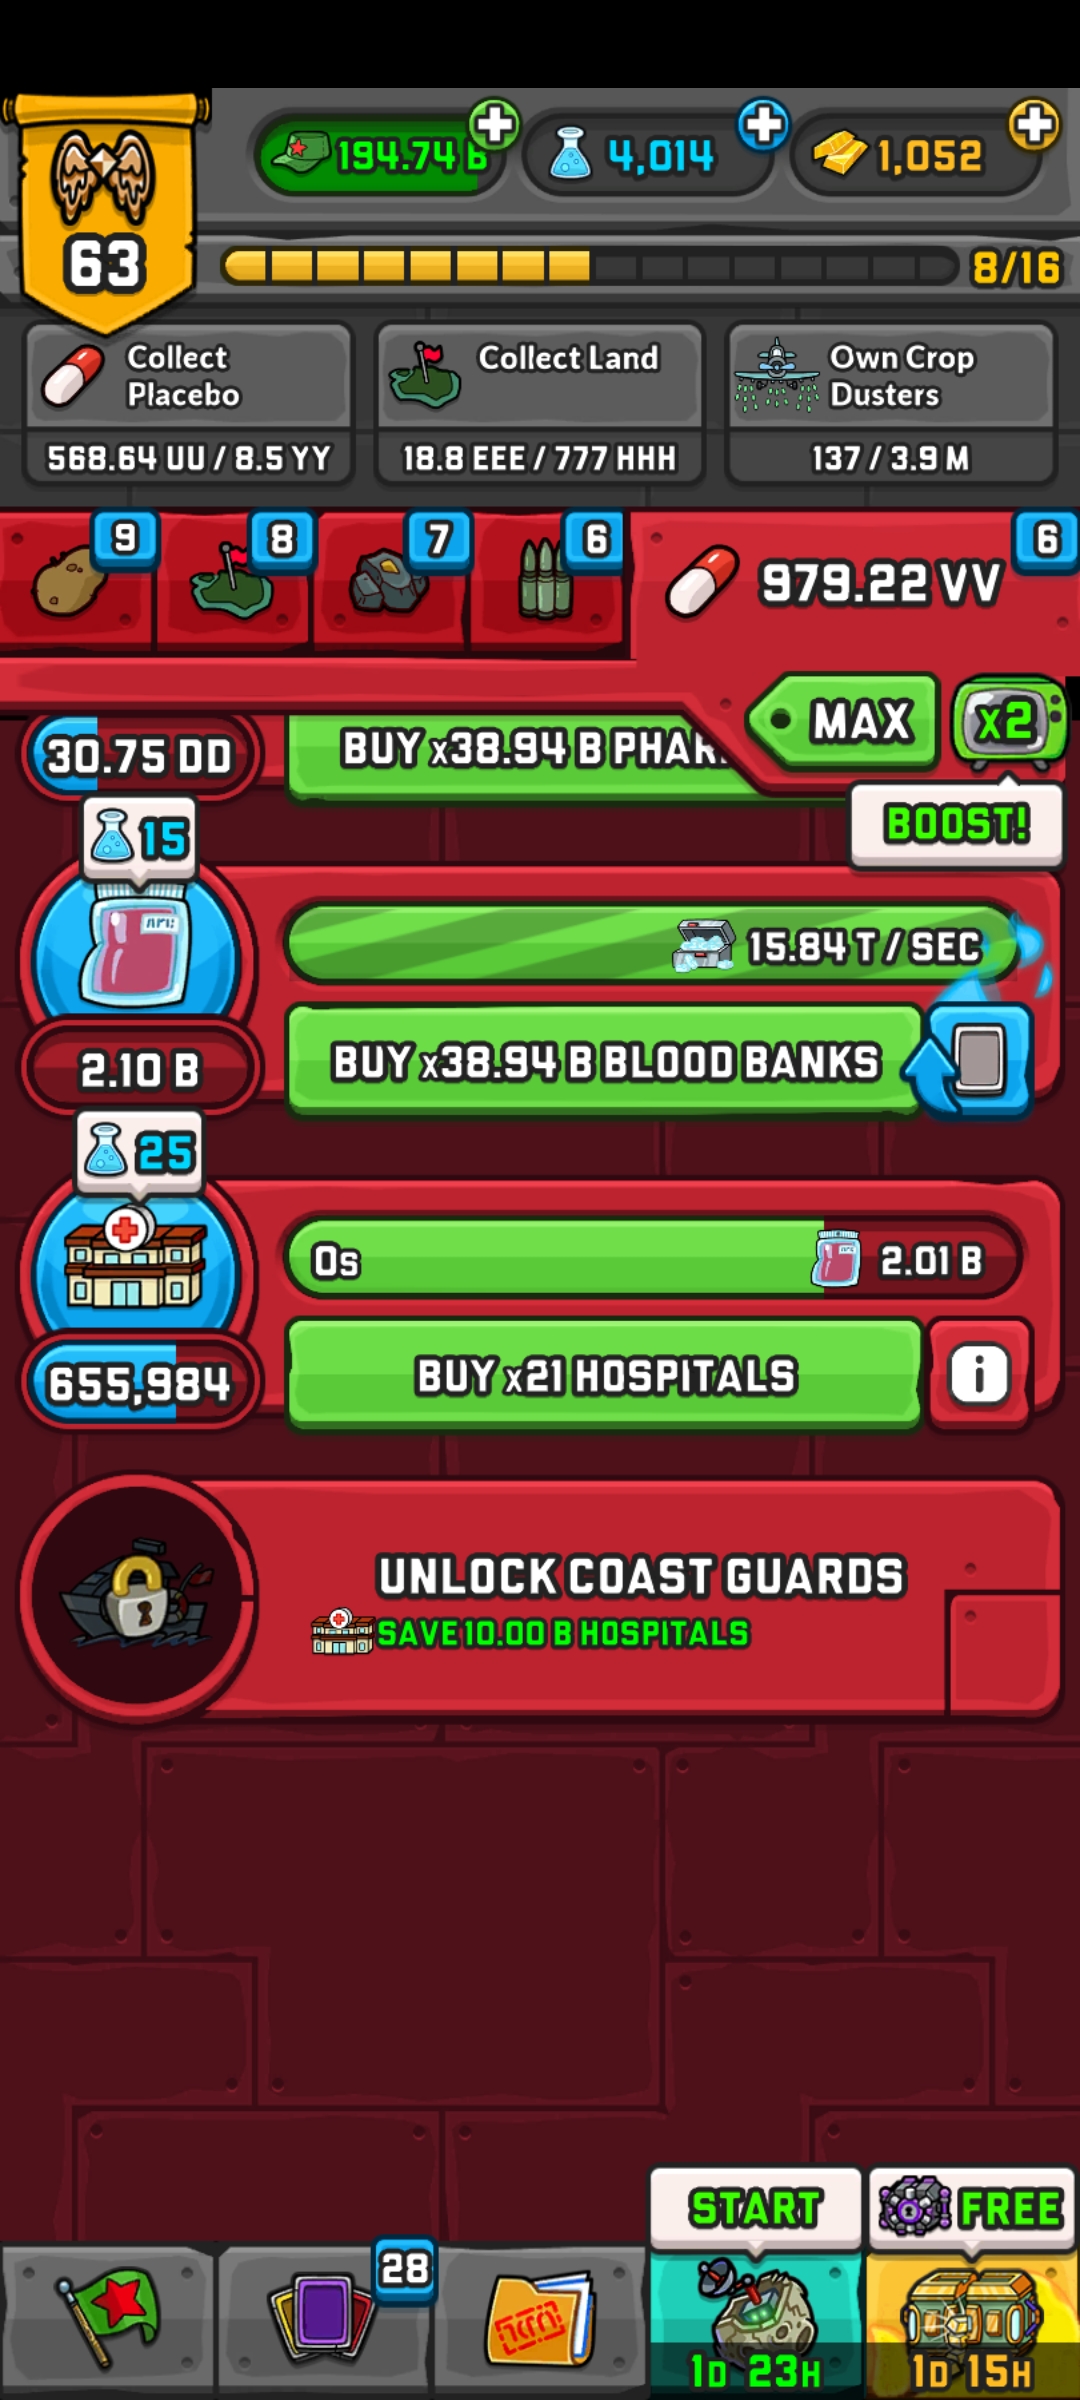 194.74 B
4,014
1,052
63
8/16
Collect
Placebo
568.64 UU / 8.5 YY
Collect Land
18.8 EEE / 777 HHH
Own Crop
Dusters
137 / 3.9 M
9
8
7
6
6
979.22 VV
MAX
x2
BOOST!
30.75 DD
BUY x38.94 B PHAR
15
15.84 T / SEC
2.10 B
BUY x38.94 B BLOOD BANKS
25
0s
2.01 B
655,984
BUY x21 HOSPITALS
i
UNLOCK COAST GUARDS
SAVE 10.00 B HOSPITALS
START
FREE
28
1D 23H
1D 15H